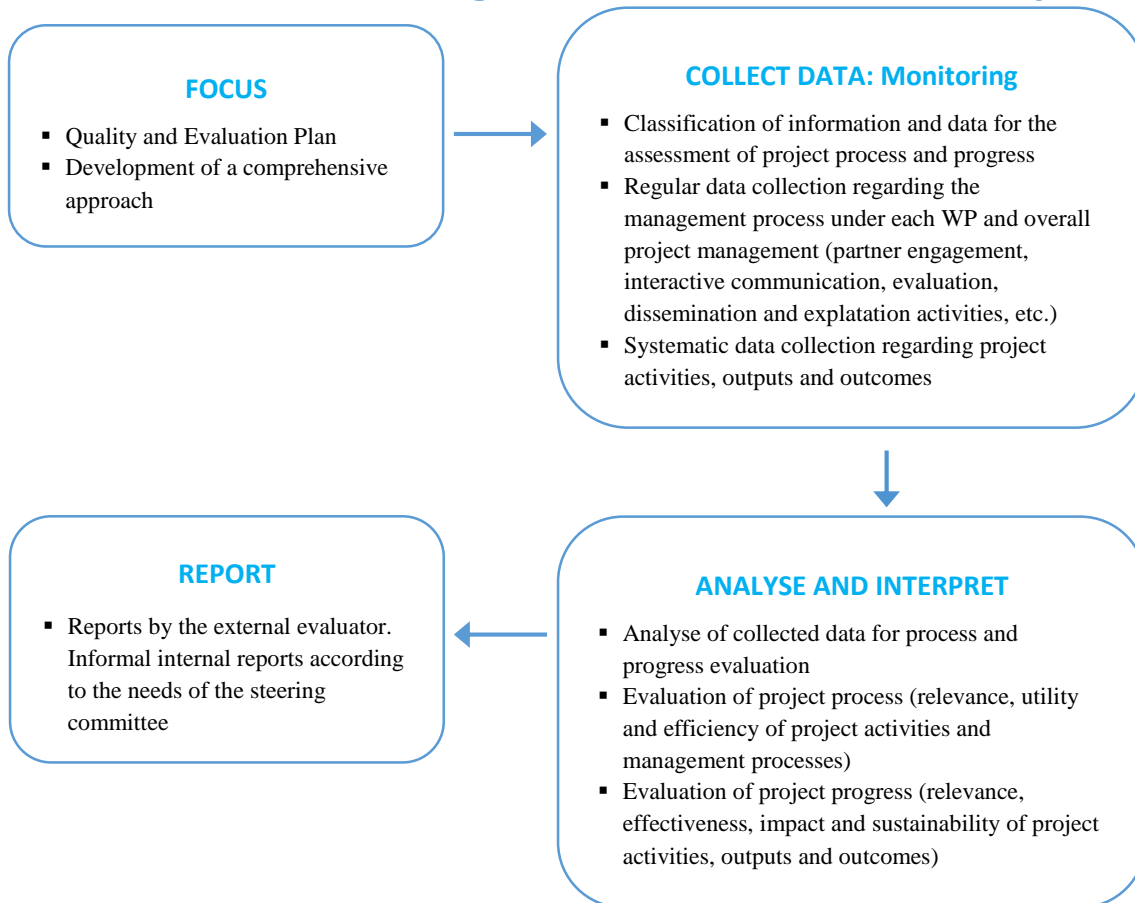 FOCUS
▪ Quality and Evaluation Plan
▪ Development of a comprehensive
approach
COLLECT DATA: Monitoring
▪ Classification of information and data for the
assessment of project process and progress
▪ Regular data collection regarding the
management process under each WP and overall
project management (partner engagement,
interactive communication, evaluation,
dissemination and explatation activities, etc.)
▪ Systematic data collection regarding project
activities, outputs and outcomes
REPORT
▪ Reports by the external evaluator.
Informal internal reports according
to the needs of the steering
committee
ANALYSE AND INTERPRET
▪ Analyse of collected data for process and
progress evaluation
▪ Evaluation of project process (relevance, utility
and efficiency of project activities and
management processes)
▪ Evaluation of project progress (relevance,
effectiveness, impact and sustainability of project
activities, outputs and outcomes)